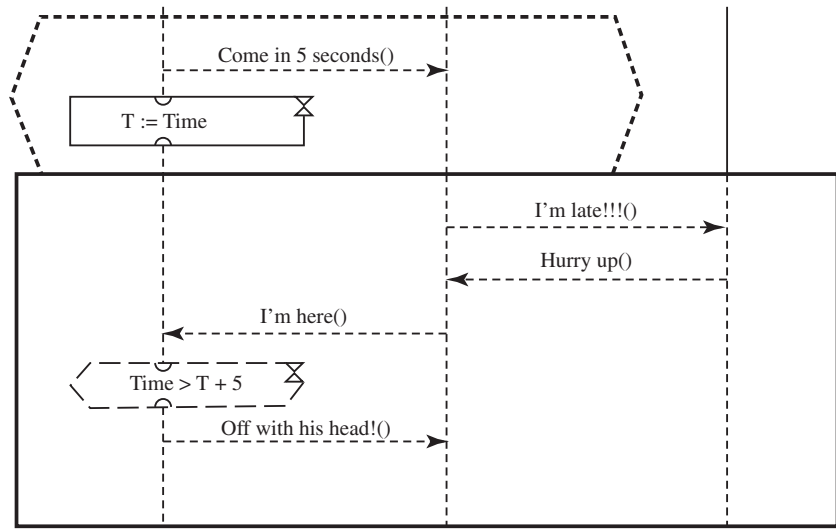 Come in 5 seconds()
T := Time
I'm late!!!()
Hurry up()
I'm here()
Time > T + 5
Off with his head!()